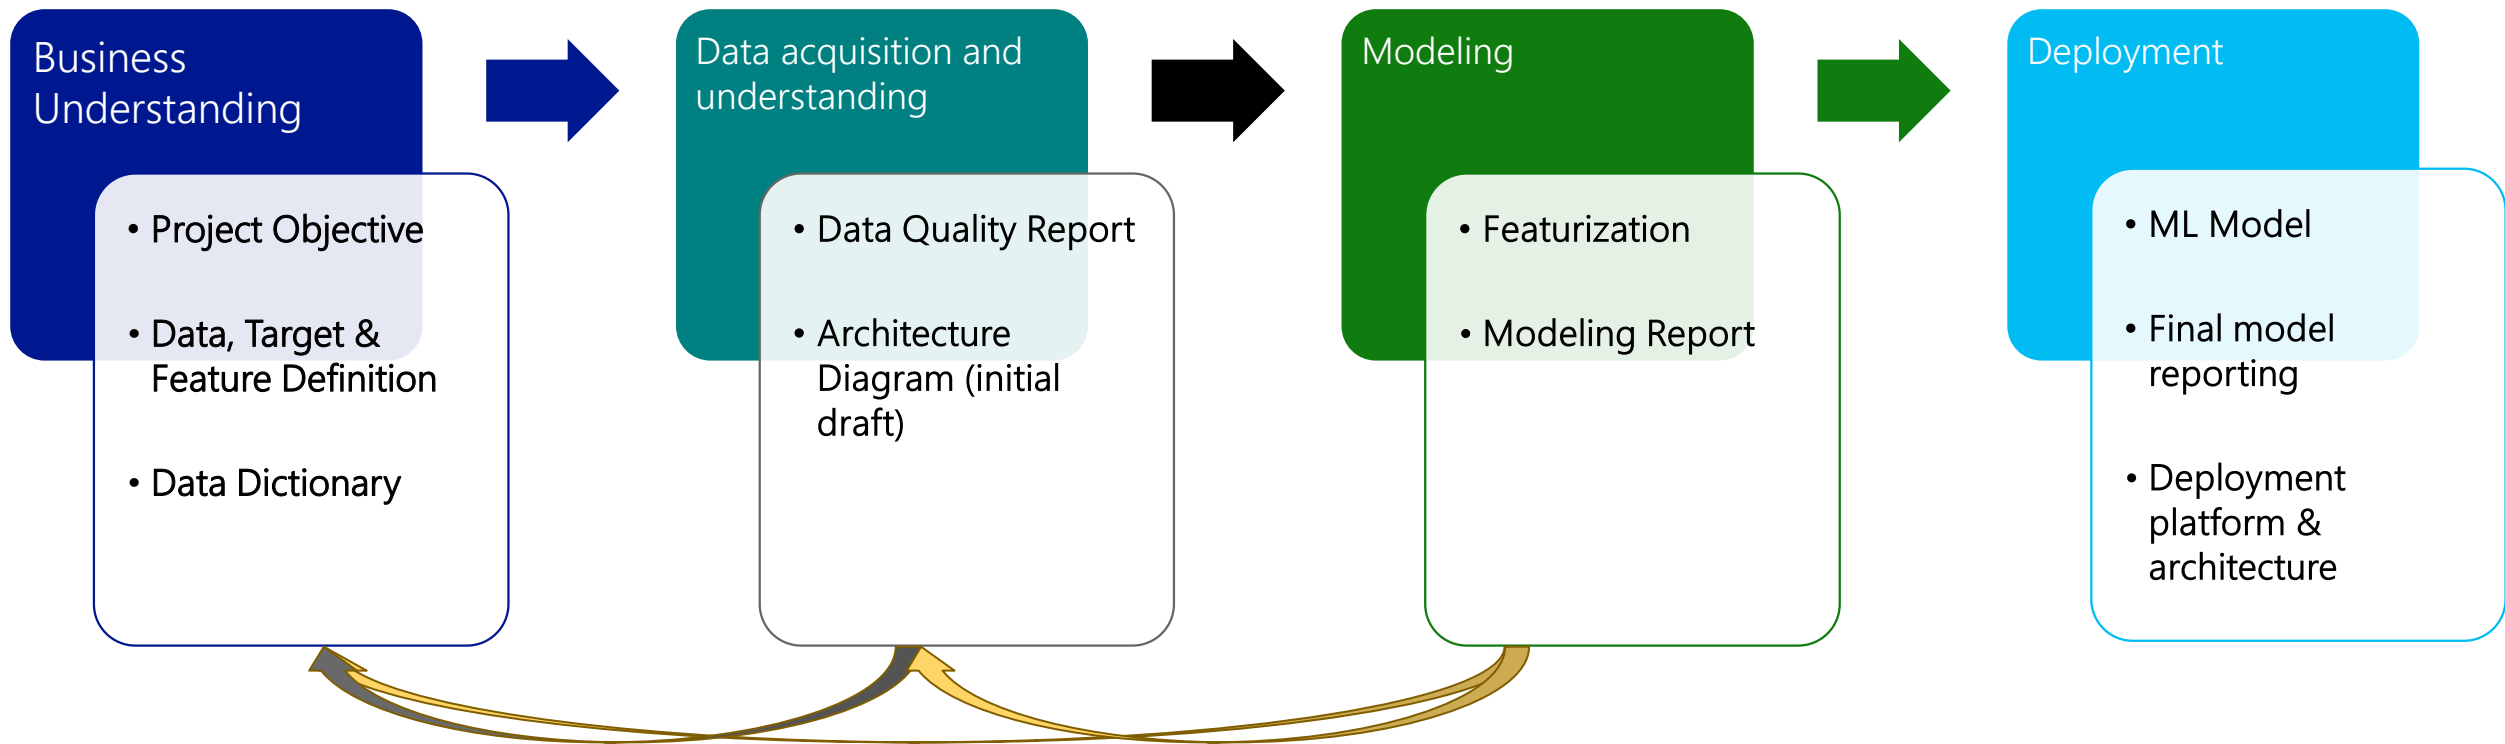 Business
Understanding
• Project Objective
• Data, Target &
Feature Definition
• Data Dictionary
Data acquisition and
understanding
• Data Quality Report
• Architecture
Diagram (initial
draft)
Modeling
• Featurization
• Modeling Report
Deployment
• ML Model
• Final model
reporting
• Deployment
platform &
architecture